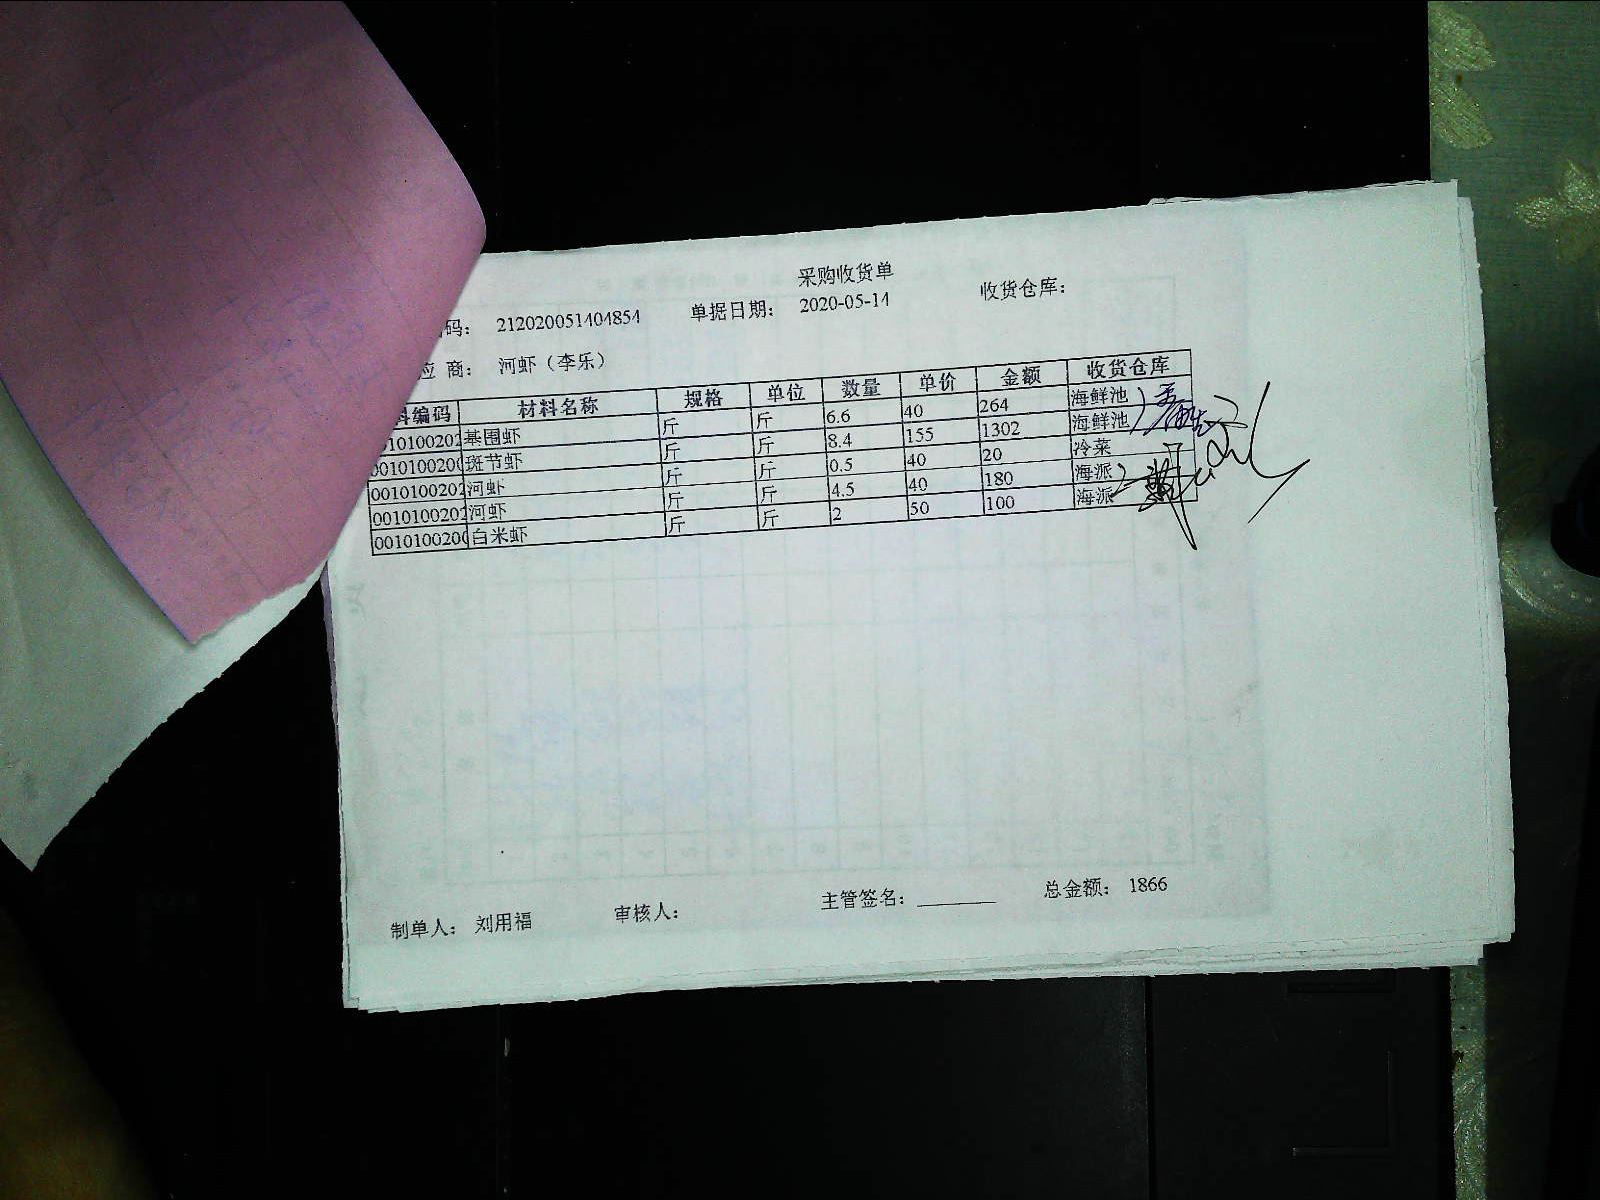 采购收货单
码： 212020051404854 单据日期： 2020-05-14 收货仓库：
应 商： 河虾（李乐）
料编码 材料名称 规格 单位 数量 单价 金额 收货仓库
010100202 基围虾 斤 斤 6.6 40 264 海鲜池
0010100200 斑节虾 斤 斤 8.4 155 1302 海鲜池
0010100202 河虾 斤 斤 0.5 40 20 冷菜
0010100202 河虾 斤 斤 4.5 40 180 海派
0010100200 白米虾 斤 斤 2 50 100 海派
制单人： 刘用福 审核人： 主管签名： 总金额： 1866